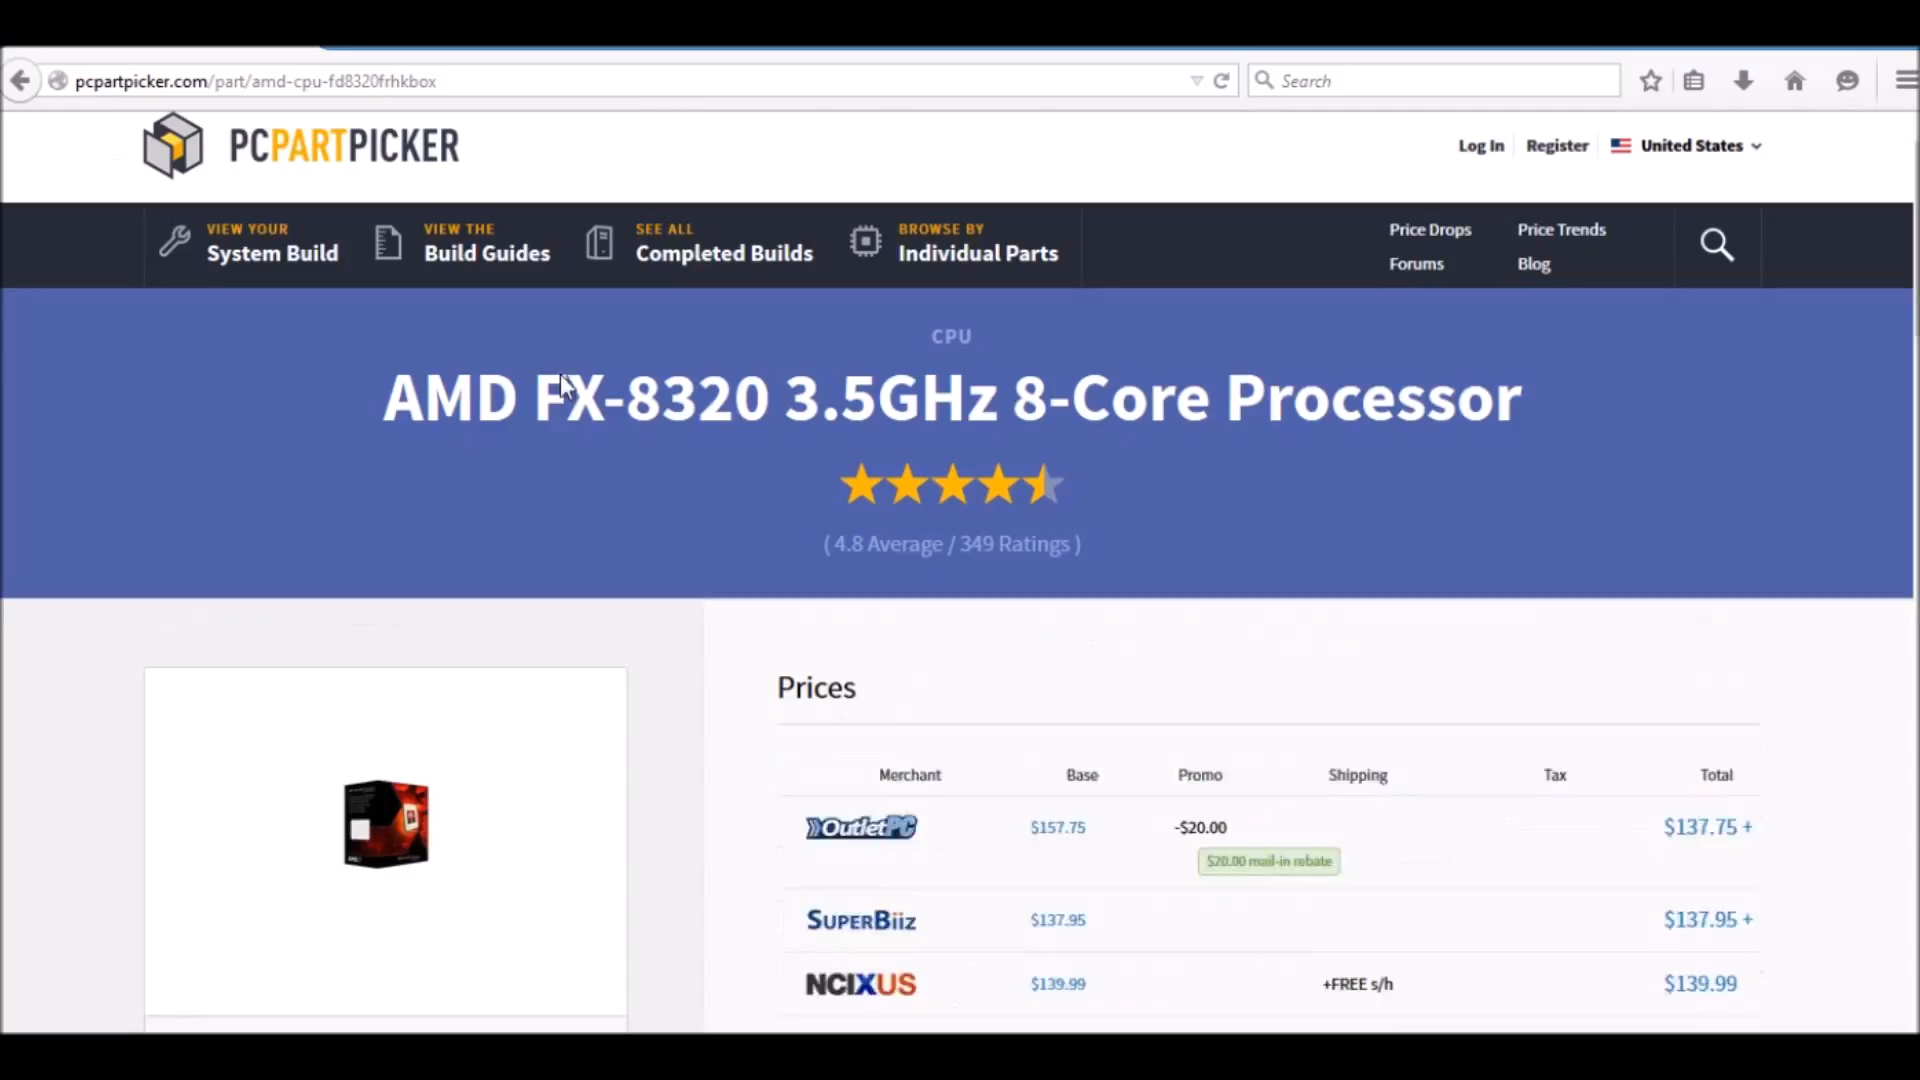 pcpartpicker.com/part/amd-cpu-fd8320frhkbox
Search
PCPARTPICKER
Log In
Register
United States
VIEW YOUR
System Build
VIEW THE
Build Guides
SEE ALL
Completed Builds
BROWSE BY
Individual Parts
Price Drops
Price Trends
Forums
Blog
CPU
AMD FX-8320 3.5GHz 8-Core Processor
( 4.8 Average / 349 Ratings )
Prices
Merchant Base Promo Shipping Tax Total
OutletPC $157.75 -$20.00 $137.75 +
$20.00 mail-in rebate
SUPERBiiz $137.95 $137.95 +
NCIXUS $139.99 +FREE s/h $139.99